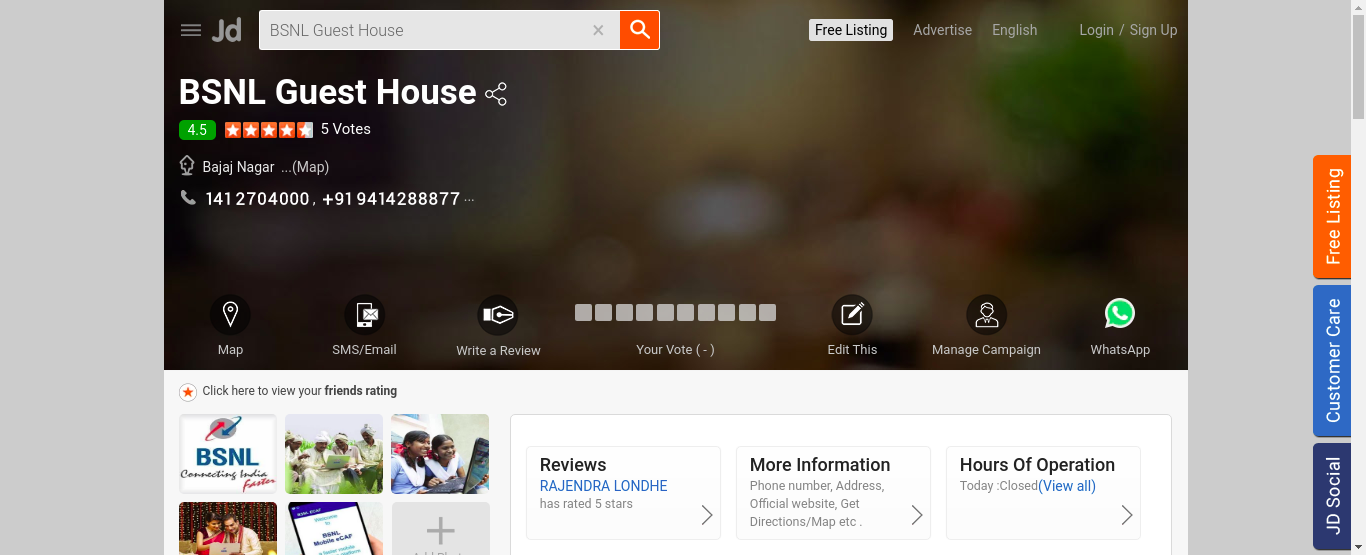 Jd
BSNL Guest House
Free Listing
Advertise
English
Login / Sign Up
BSNL Guest House
4.5
5 Votes
Bajaj Nagar ...(Map)
141 2704000 , +91 9414288877 ...
Map
SMS/Email
Write a Review
Your Vote ( - )
Edit This
Manage Campaign
WhatsApp
Click here to view your friends rating
BSNL
Connecting India
faster
Welcome to
BSNL
Mobile eCAF
Reviews
RAJENDRA LONDHE
has rated 5 stars
More Information
Phone number, Address,
Official website, Get
Directions/Map etc .
Hours Of Operation
Today :Closed(View all)
Free Listing
Customer Care
JD Social